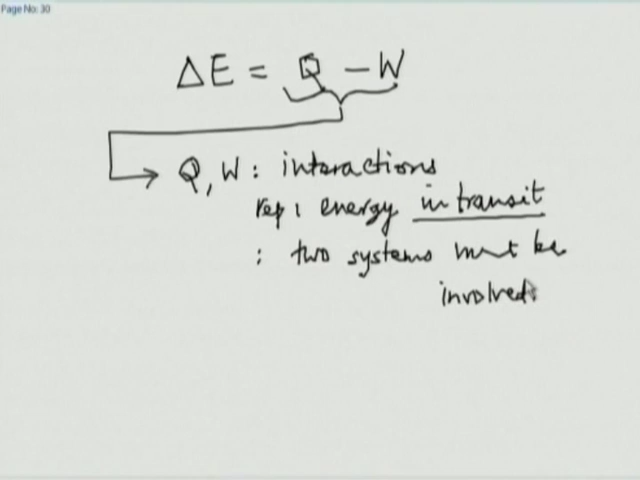 Page No: 30
ΔE = Q − W
Q, W : interactions
rep : energy in transit
: two systems must be
involved